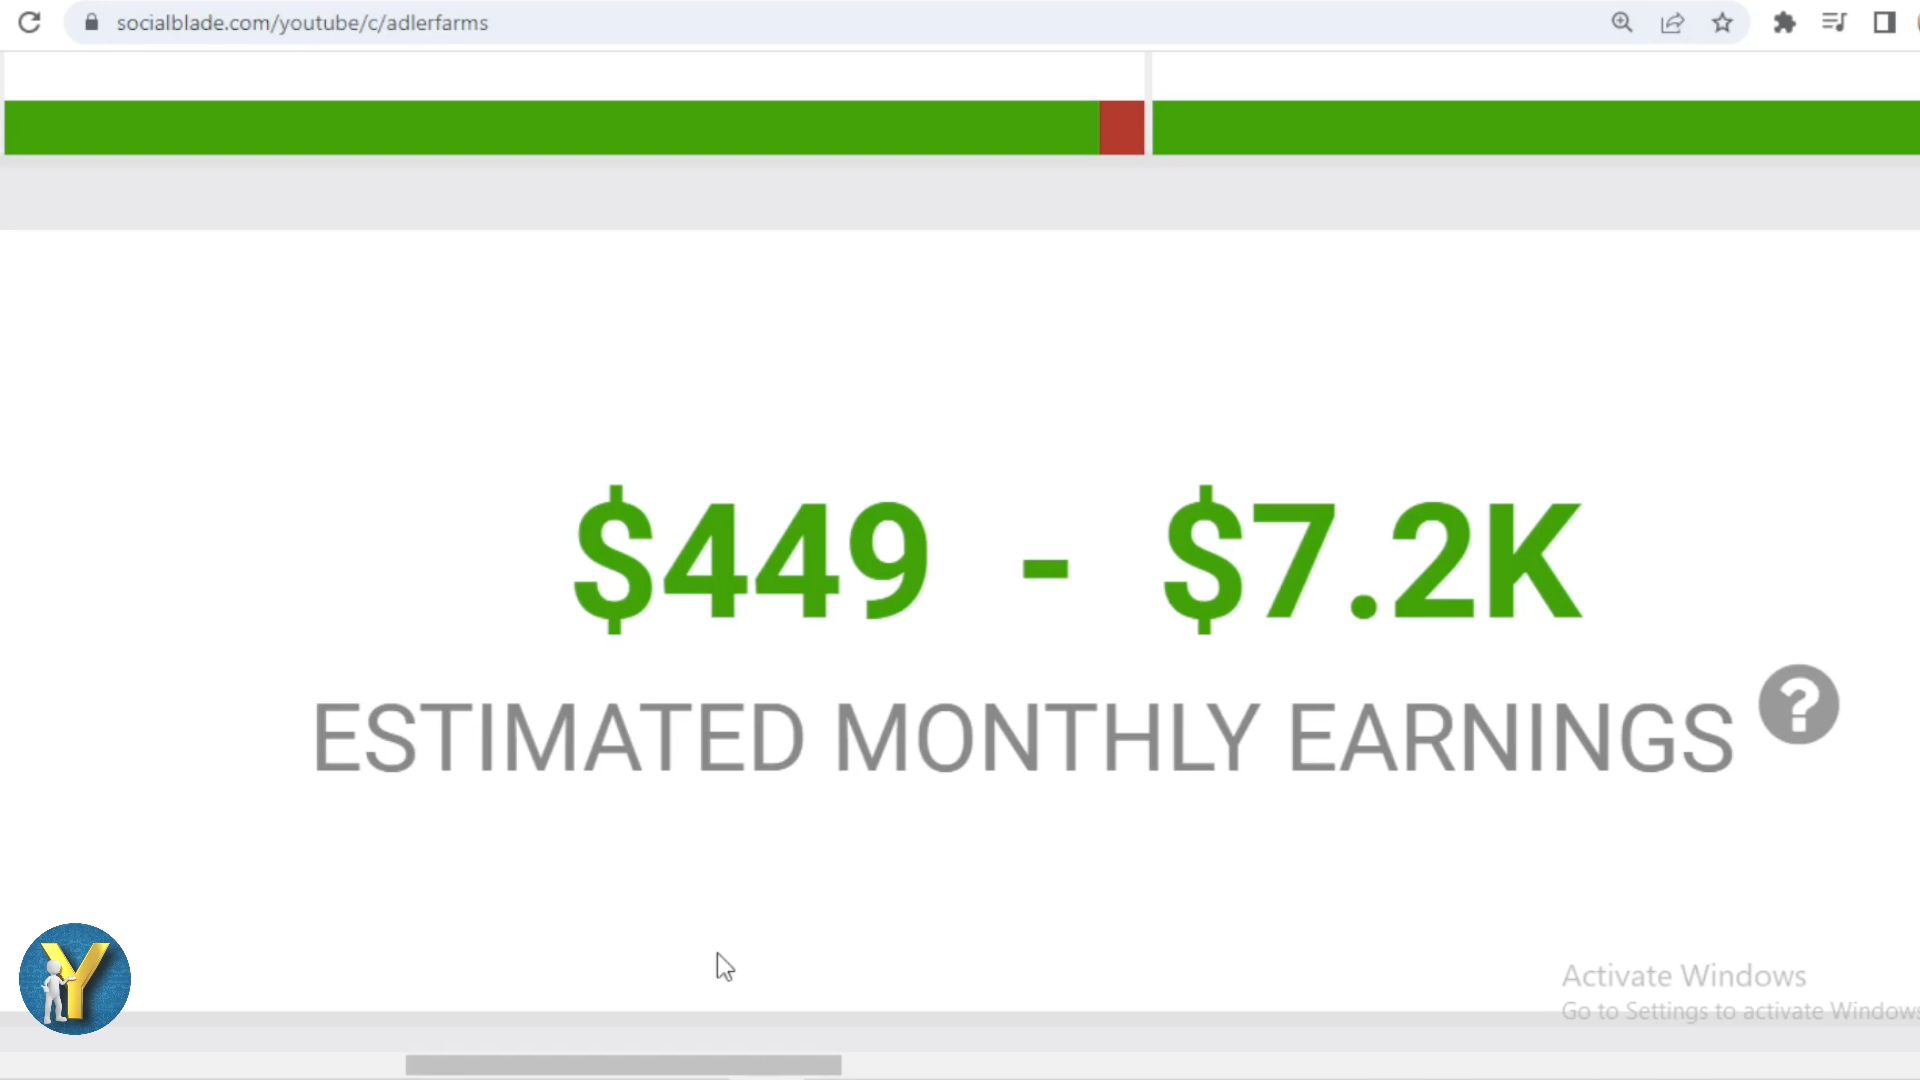 socialblade.com/youtube/c/adlerfarms
$449 - $7.2K
ESTIMATED MONTHLY EARNINGS ?
Y
Activate Windows
Go to Settings to activate Windows